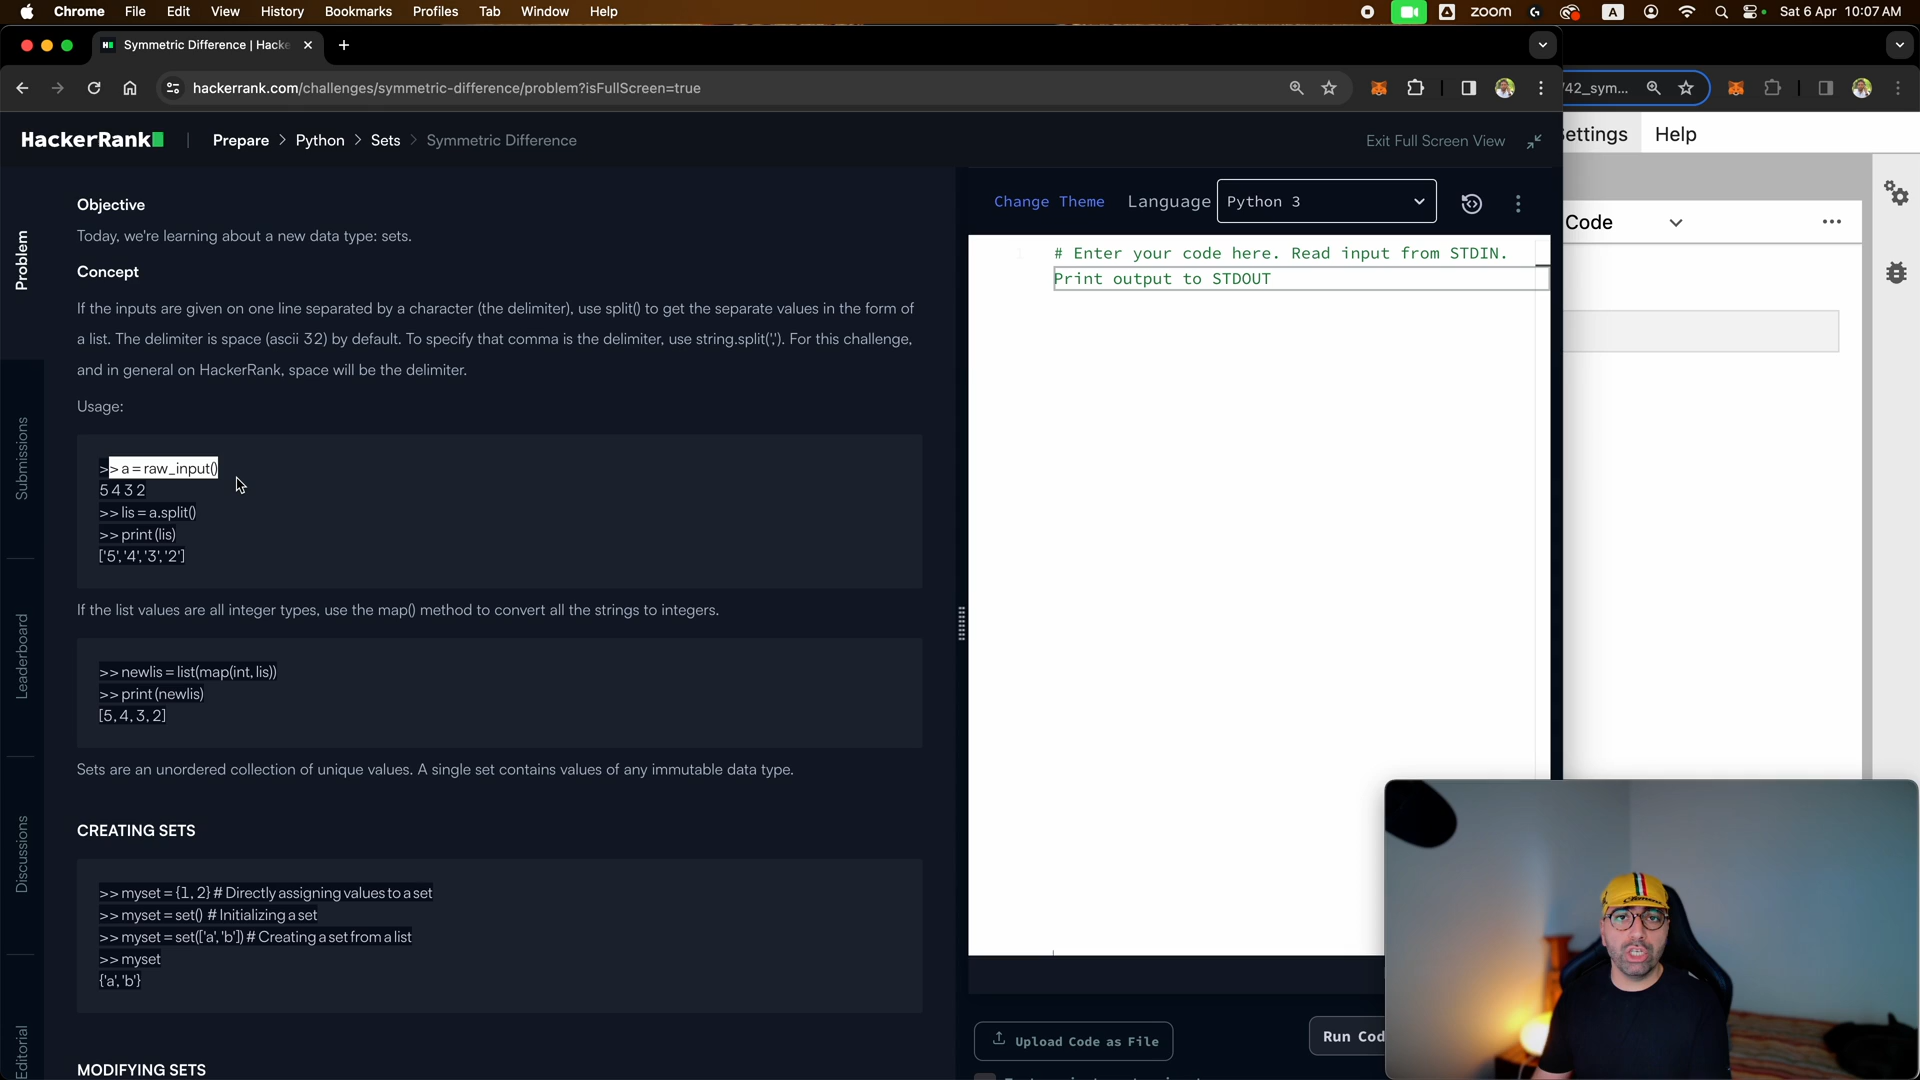 Chrome File Edit View History Bookmarks Profiles Tab Window Help
zoom A Sat 6 Apr 10:07 AM
Symmetric Difference | Hacke
hackerrank.com/challenges/symmetric-difference/problem?isFullScreen=true
'42_sym...
HackerRank
Prepare > Python > Sets > Symmetric Difference
Exit Full Screen View
Settings Help
Code
Problem
Submissions
Leaderboard
Discussions
Editorial
Objective
Today, we're learning about a new data type: sets.
Concept
If the inputs are given on one line separated by a character (the delimiter), use split() to get the separate values in the form of
a list. The delimiter is space (ascii 32) by default. To specify that comma is the delimiter, use string.split(','). For this challenge,
and in general on HackerRank, space will be the delimiter.
Usage:
>> a = raw_input()
5 4 3 2
>> lis = a.split()
>> print (lis)
['5', '4', '3', '2']
If the list values are all integer types, use the map() method to convert all the strings to integers.
>> newlis = list(map(int, lis))
>> print (newlis)
[5, 4, 3, 2]
Sets are an unordered collection of unique values. A single set contains values of any immutable data type.
CREATING SETS
>> myset = {1, 2} # Directly assigning values to a set
>> myset = set() # Initializing a set
>> myset = set(['a', 'b']) # Creating a set from a list
>> myset
{'a', 'b'}
MODIFYING SETS
Change Theme Language Python 3
1 # Enter your code here. Read input from STDIN.
Print output to STDOUT
Upload Code as File
Run Cod